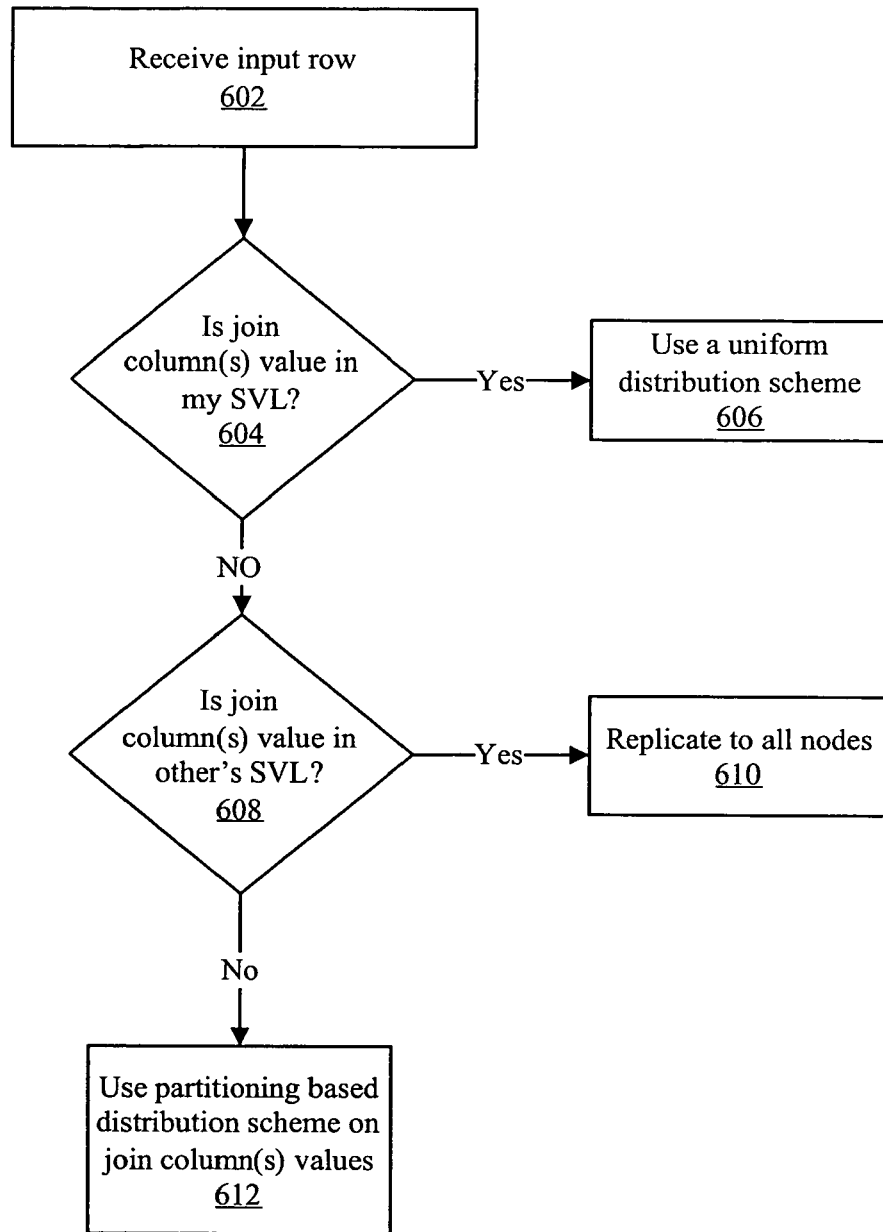 Receive input row
602
Is join
column(s) value in
my SVL?
604
Yes
Use a uniform
distribution scheme
606
NO
Is join
column(s) value in
other's SVL?
608
Yes
Replicate to all nodes
610
No
Use partitioning based
distribution scheme on
join column(s) values
612